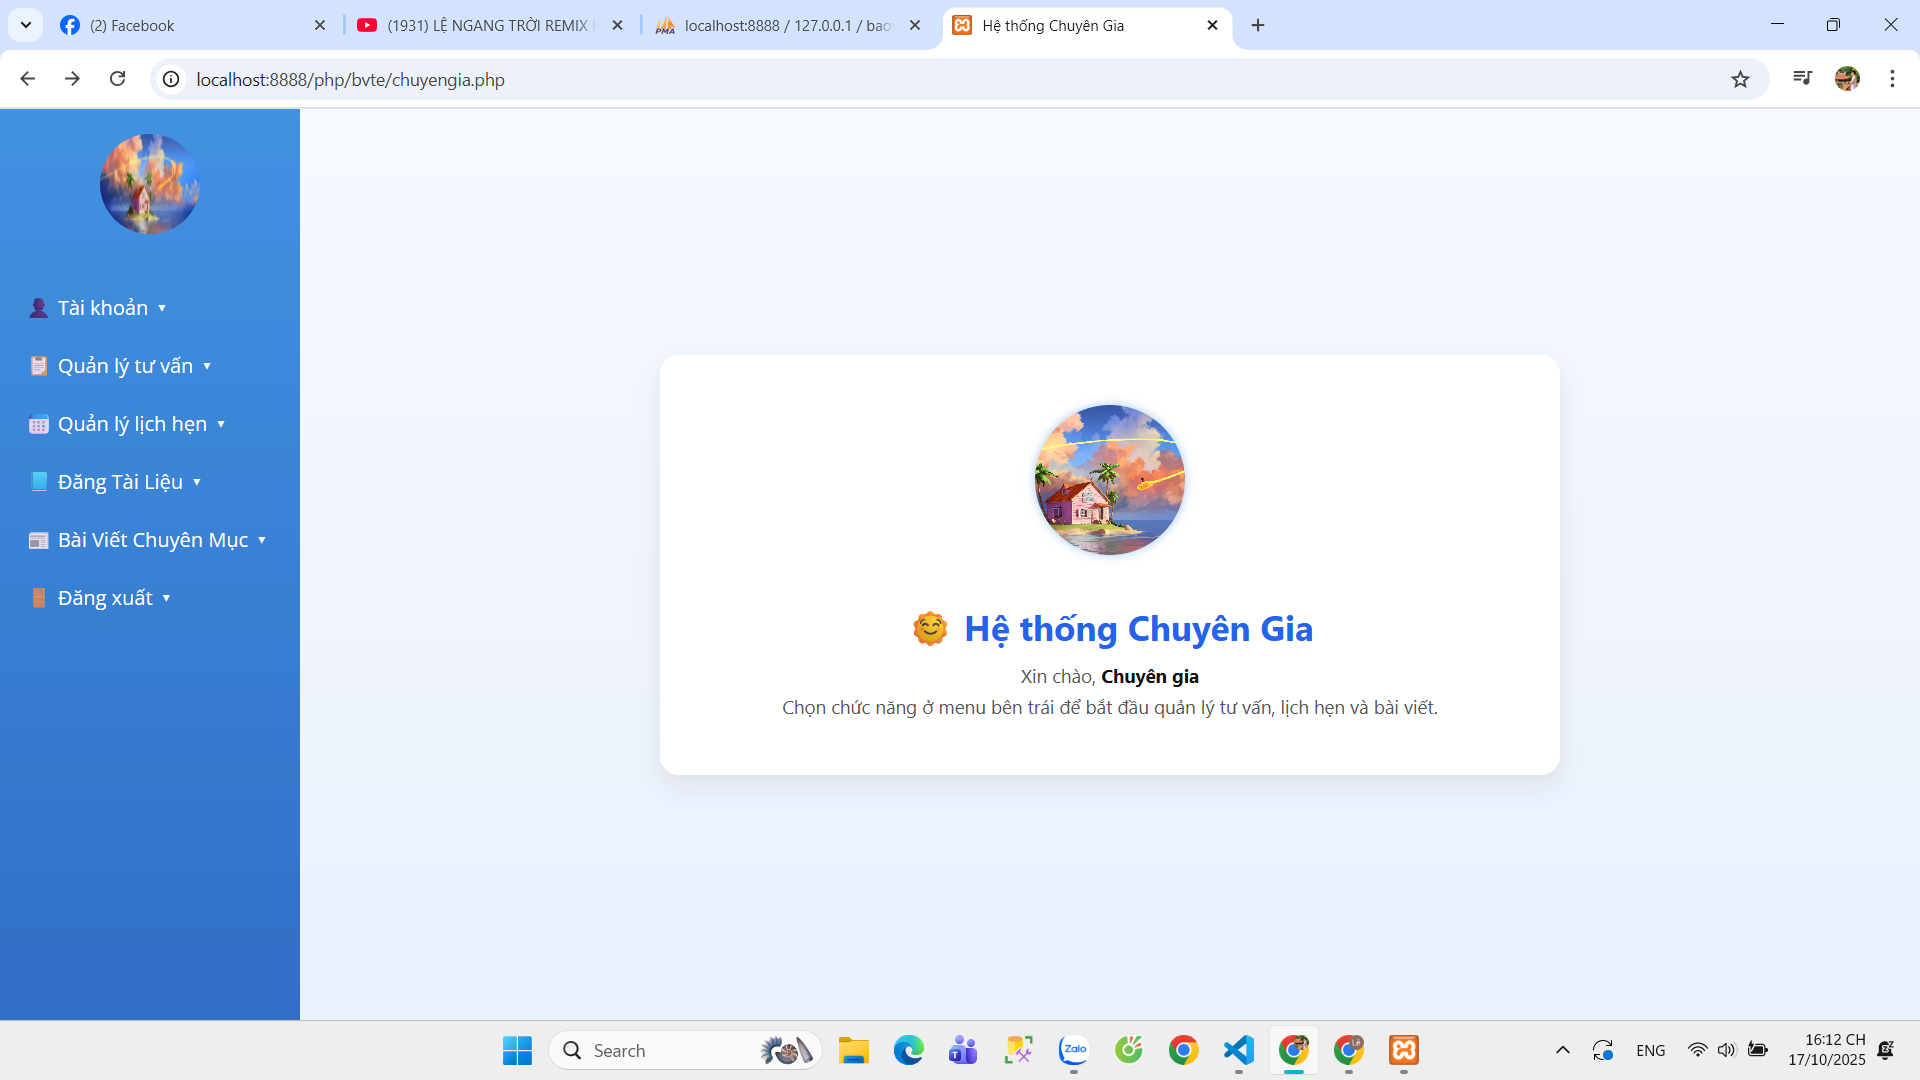 (2) Facebook
(1931) LỆ NGANG TRỜI REMIX
localhost:8888 / 127.0.0.1 / bao
Hệ thống Chuyên Gia
localhost:8888/php/bvte/chuyengia.php
Tài khoản
Quản lý tư vấn
Quản lý lịch hẹn
Đăng Tài Liệu
Bài Viết Chuyên Mục
Đăng xuất
Hệ thống Chuyên Gia
Xin chào, Chuyên gia
Chọn chức năng ở menu bên trái để bắt đầu quản lý tư vấn, lịch hẹn và bài viết.
Search
Zalo
Lê
ENG
16:12 CH
17/10/2025